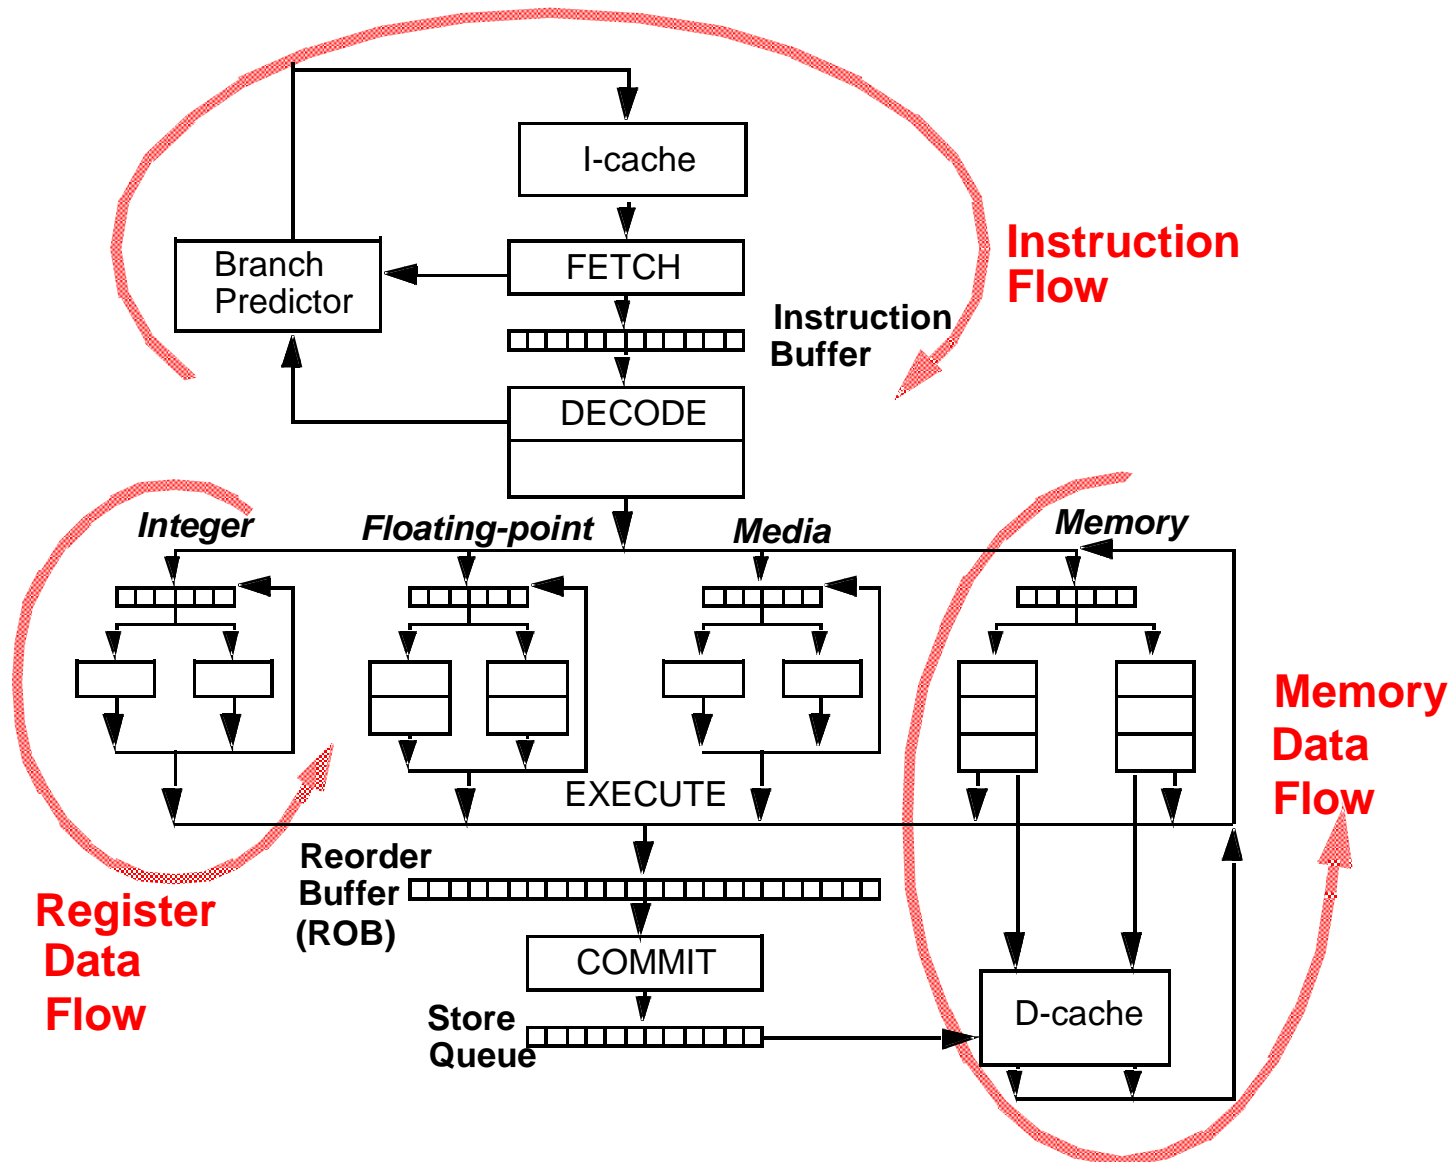 I-cache
Branch
Predictor
FETCH
Instruction
Flow
Instruction
Buffer
DECODE
Integer
Floating-point
Media
Memory
EXECUTE
Memory
Data
Flow
Reorder
Buffer
(ROB)
Register
Data
Flow
COMMIT
Store
Queue
D-cache